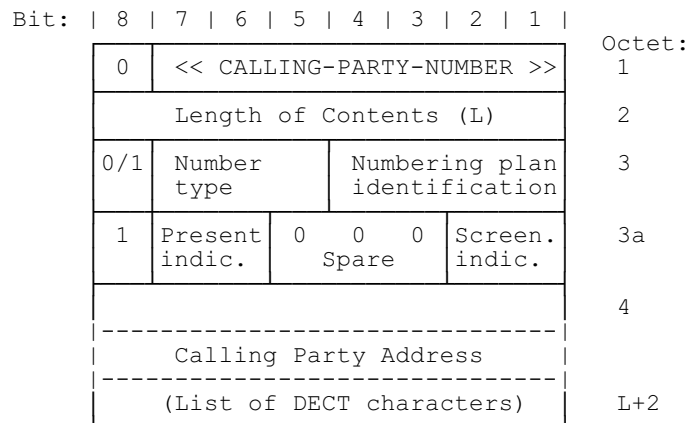 Bit: | 8 | 7 | 6 | 5 | 4 | 3 | 2 | 1 |
Octet:
0 << CALLING-PARTY-NUMBER >> 1
Length of Contents (L) 2
0/1 Number Numbering plan 3
type identification
1 Present 0 0 0 Screen. 3a
indic. Spare indic.
4
Calling Party Address
(List of DECT characters) L+2